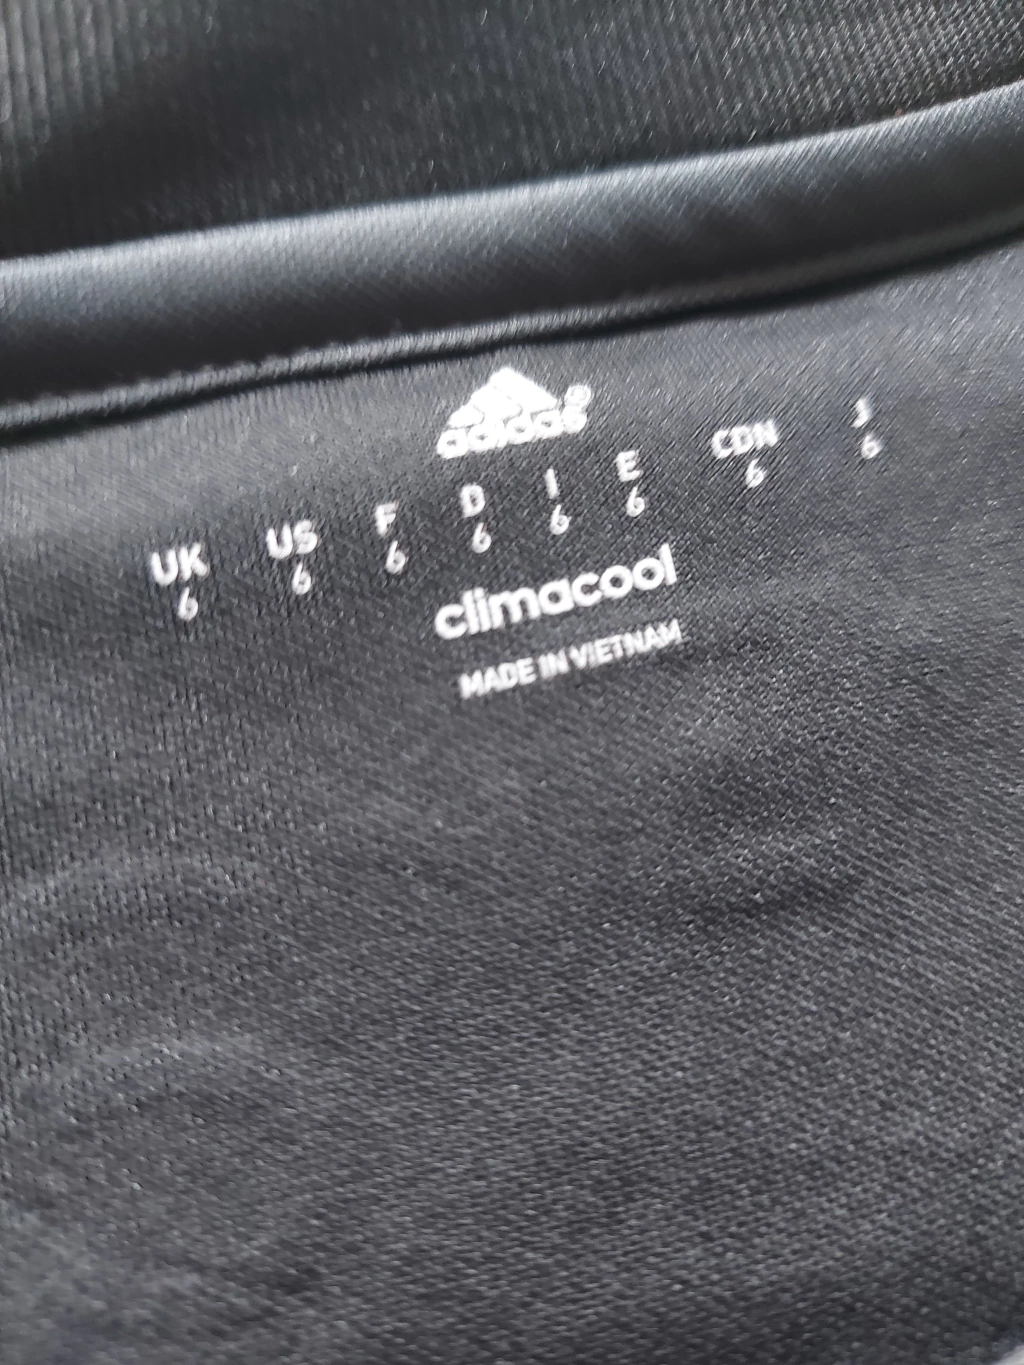 adidas®
UK US F D I E CDN J
6 6 6 6 6 6 6 6
climacool
MADE IN VIETNAM